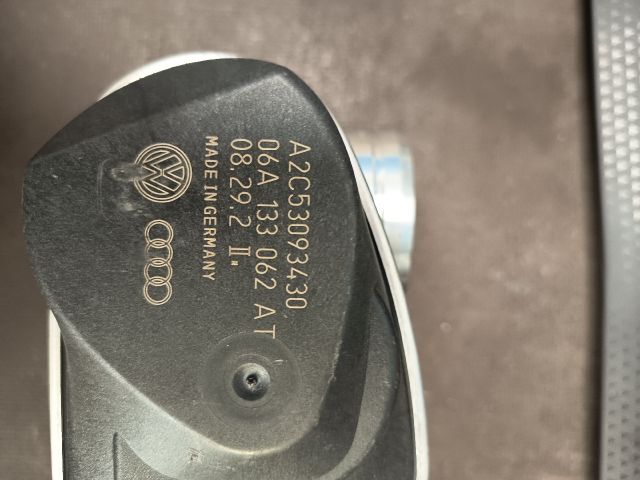 A2C53093430
06A 133 062 AT
08.29.2 II
MADE IN GERMANY